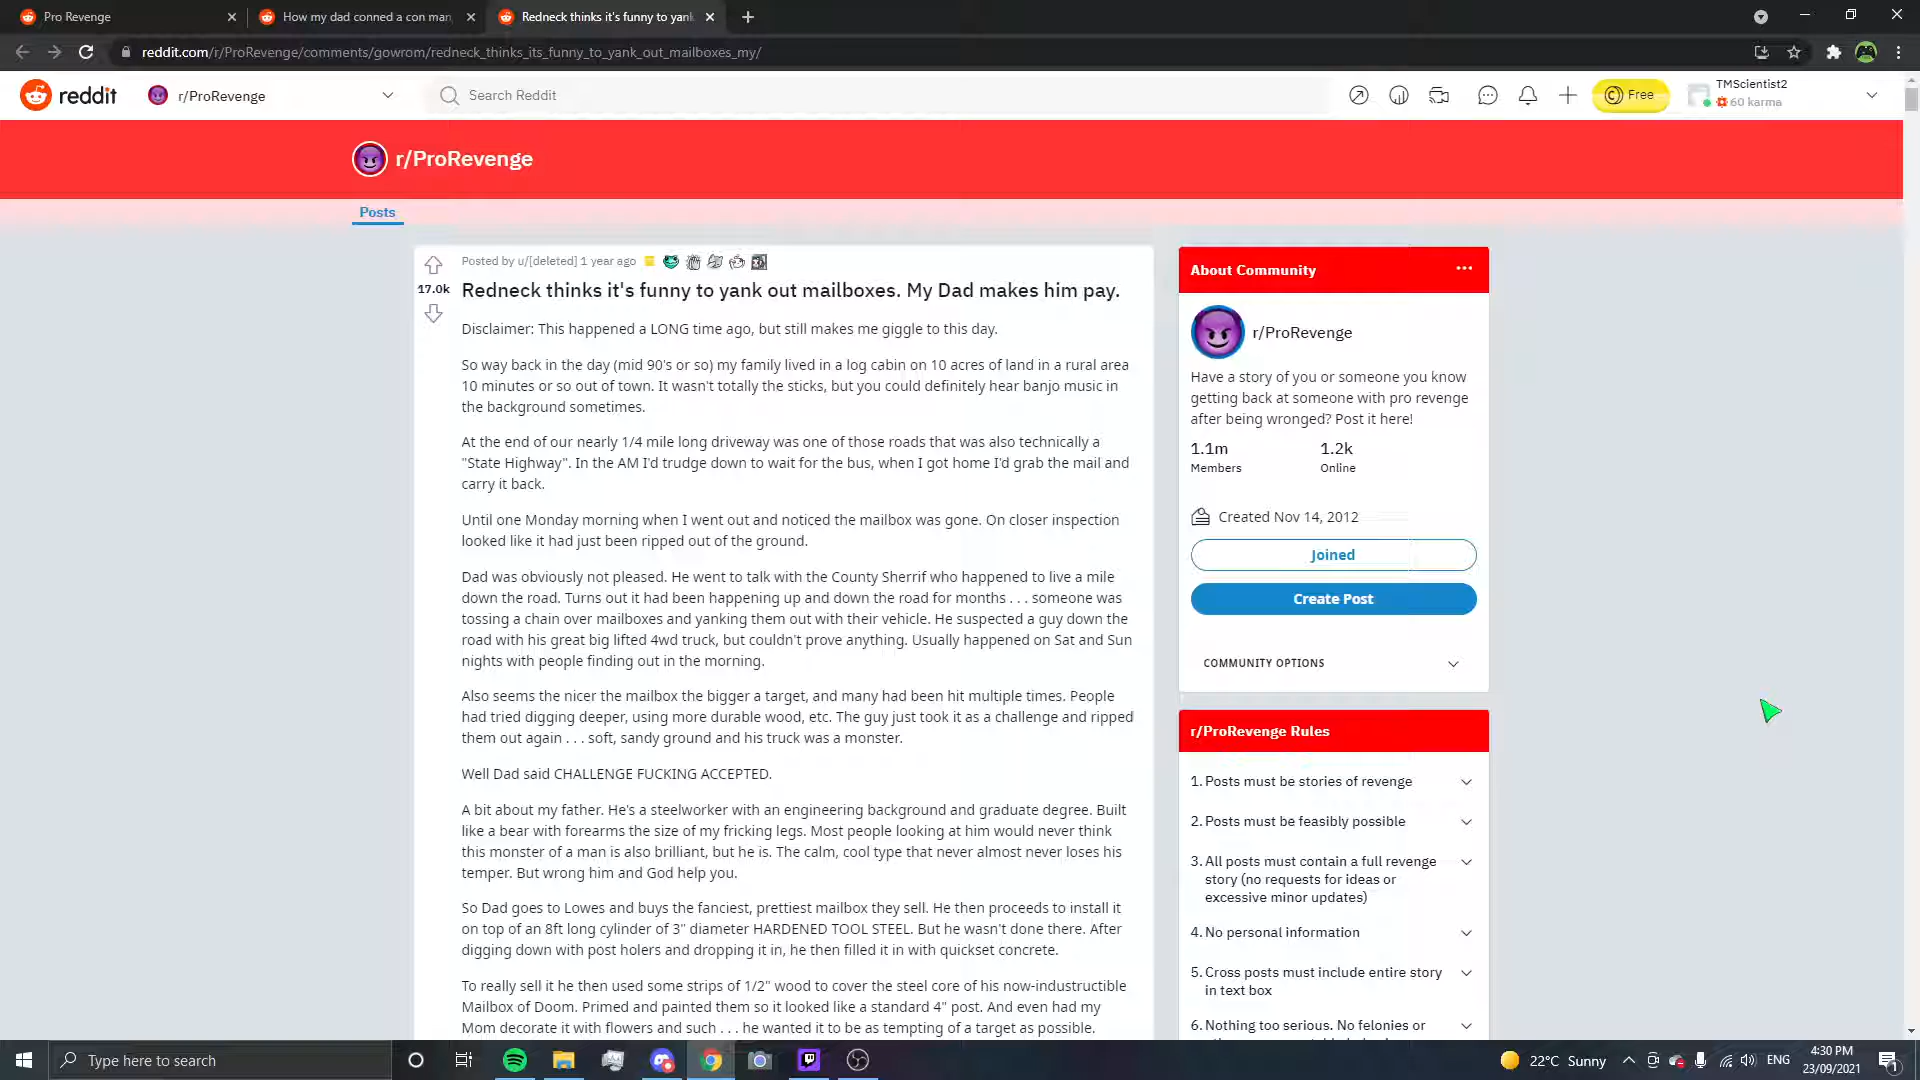 Pro Revenge
How my dad conned a con man
Redneck thinks it's funny to yank
reddit.com/r/ProRevenge/comments/gowrom/redneck_thinks_its_funny_to_yank_out_mailboxes_my/
reddit
r/ProRevenge
Search Reddit
Free
TMScientist2
60 karma
r/ProRevenge
Posts
Posted by u/[deleted] 1 year ago
17.0k
Redneck thinks it's funny to yank out mailboxes. My Dad makes him pay.
Disclaimer: This happened a LONG time ago, but still makes me giggle to this day.
So way back in the day (mid 90's or so) my family lived in a log cabin on 10 acres of land in a rural area
10 minutes or so out of town. It wasn't totally the sticks, but you could definitely hear banjo music in
the background sometimes.
At the end of our nearly 1/4 mile long driveway was one of those roads that was also technically a
"State Highway". In the AM I'd trudge down to wait for the bus, when I got home I'd grab the mail and
carry it back.
Until one Monday morning when I went out and noticed the mailbox was gone. On closer inspection
looked like it had just been ripped out of the ground.
Dad was obviously not pleased. He went to talk with the County Sherrif who happened to live a mile
down the road. Turns out it had been happening up and down the road for months . . . someone was
tossing a chain over mailboxes and yanking them out with their vehicle. He suspected a guy down the
road with his great big lifted 4wd truck, but couldn't prove anything. Usually happened on Sat and Sun
nights with people finding out in the morning.
Also seems the nicer the mailbox the bigger a target, and many had been hit multiple times. People
had tried digging deeper, using more durable wood, etc. The guy just took it as a challenge and ripped
them out again . . . soft, sandy ground and his truck was a monster.
Well Dad said CHALLENGE FUCKING ACCEPTED.
A bit about my father. He's a steelworker with an engineering background and graduate degree. Built
like a bear with forearms the size of my fricking legs. Most people looking at him would never think
this monster of a man is also brilliant, but he is. The calm, cool type that never almost never loses his
temper. But wrong him and God help you.
So Dad goes to Lowes and buys the fanciest, prettiest mailbox they sell. He then proceeds to install it
on top of an 8ft long cylinder of 3" diameter HARDENED TOOL STEEL. But he wasn't done there. After
digging down with post holers and dropping it in, he then filled it in with quickset concrete.
To really sell it he then used some strips of 1/2" wood to cover the steel core of his now-industructible
Mailbox of Doom. Primed and painted them so it looked like a standard 4" post. And even had my
Mom decorate it with flowers and such . . . he wanted it to be as tempting of a target as possible.
About Community
r/ProRevenge
Have a story of you or someone you know
getting back at someone with pro revenge
after being wronged? Post it here!
1.1m 1.2k
Members Online
Created Nov 14, 2012
Joined
Create Post
COMMUNITY OPTIONS
r/ProRevenge Rules
1. Posts must be stories of revenge
2. Posts must be feasibly possible
3. All posts must contain a full revenge
story (no requests for ideas or
excessive minor updates)
4. No personal information
5. Cross posts must include entire story
in text box
6. Nothing too serious. No felonies or
Type here to search
22°C Sunny
ENG
4:30 PM
23/09/2021
1